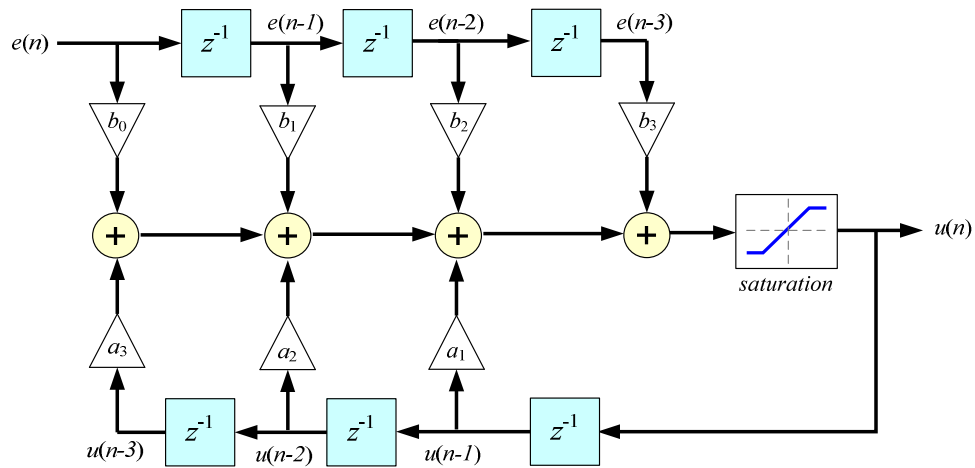 e(n)
z⁻¹
e(n-1)
z⁻¹
e(n-2)
z⁻¹
e(n-3)
b₀
b₁
b₂
b₃
+
+
+
+
u(n)
saturation
a₃
a₂
a₁
u(n-3)
z⁻¹
u(n-2)
z⁻¹
u(n-1)
z⁻¹